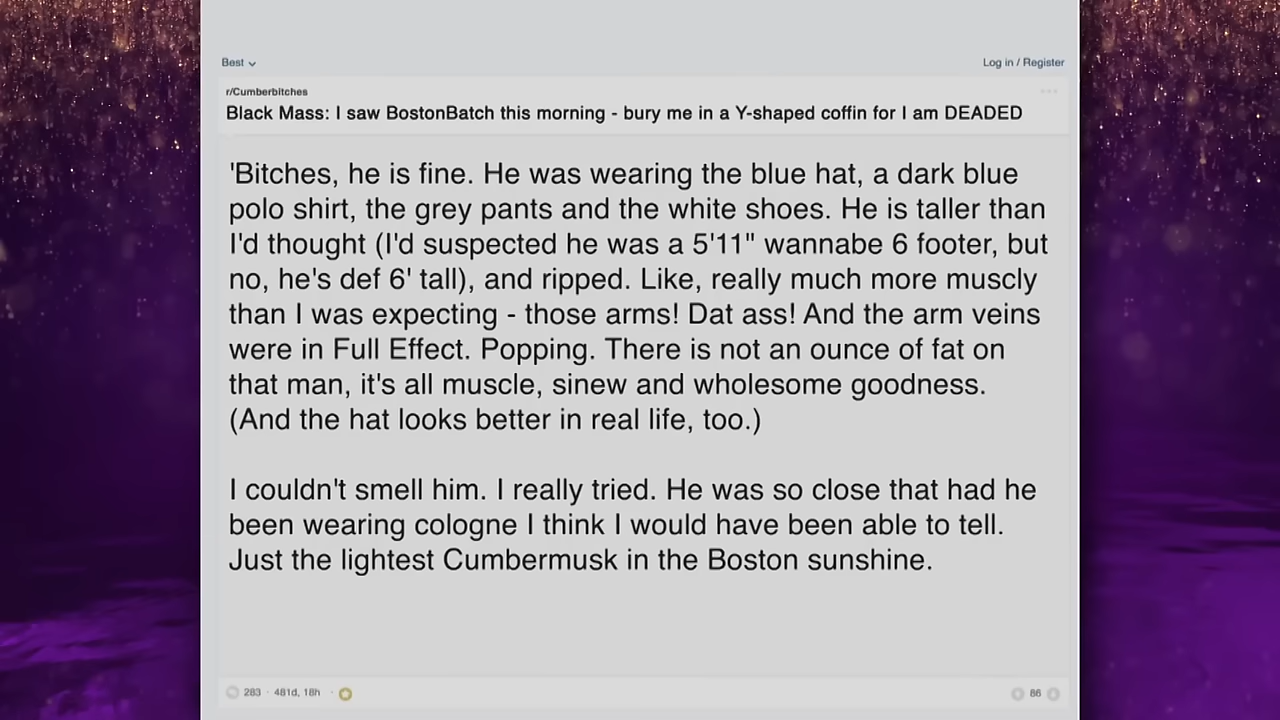 Best
Log in / Register
r/Cumberbitches
Black Mass: I saw BostonBatch this morning - bury me in a Y-shaped coffin for I am DEADED
'Bitches, he is fine. He was wearing the blue hat, a dark blue
polo shirt, the grey pants and the white shoes. He is taller than
I'd thought (I'd suspected he was a 5'11" wannabe 6 footer, but
no, he's def 6' tall), and ripped. Like, really much more muscly
than I was expecting - those arms! Dat ass! And the arm veins
were in Full Effect. Popping. There is not an ounce of fat on
that man, it's all muscle, sinew and wholesome goodness.
(And the hat looks better in real life, too.)
I couldn't smell him. I really tried. He was so close that had he
been wearing cologne I think I would have been able to tell.
Just the lightest Cumbermusk in the Boston sunshine.
283 · 481d, 18h ·
86